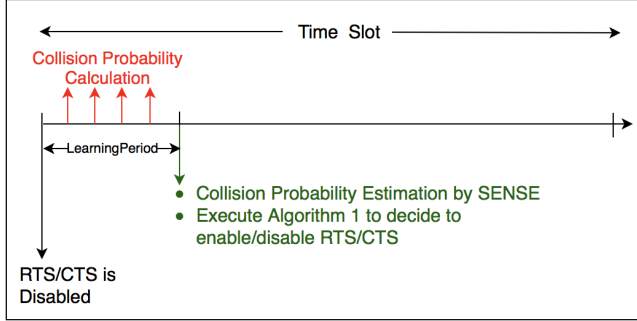 Time Slot
Collision Probability
Calculation
LearningPeriod
• Collision Probability Estimation by SENSE
• Execute Algorithm 1 to decide to
enable/disable RTS/CTS
RTS/CTS is
Disabled